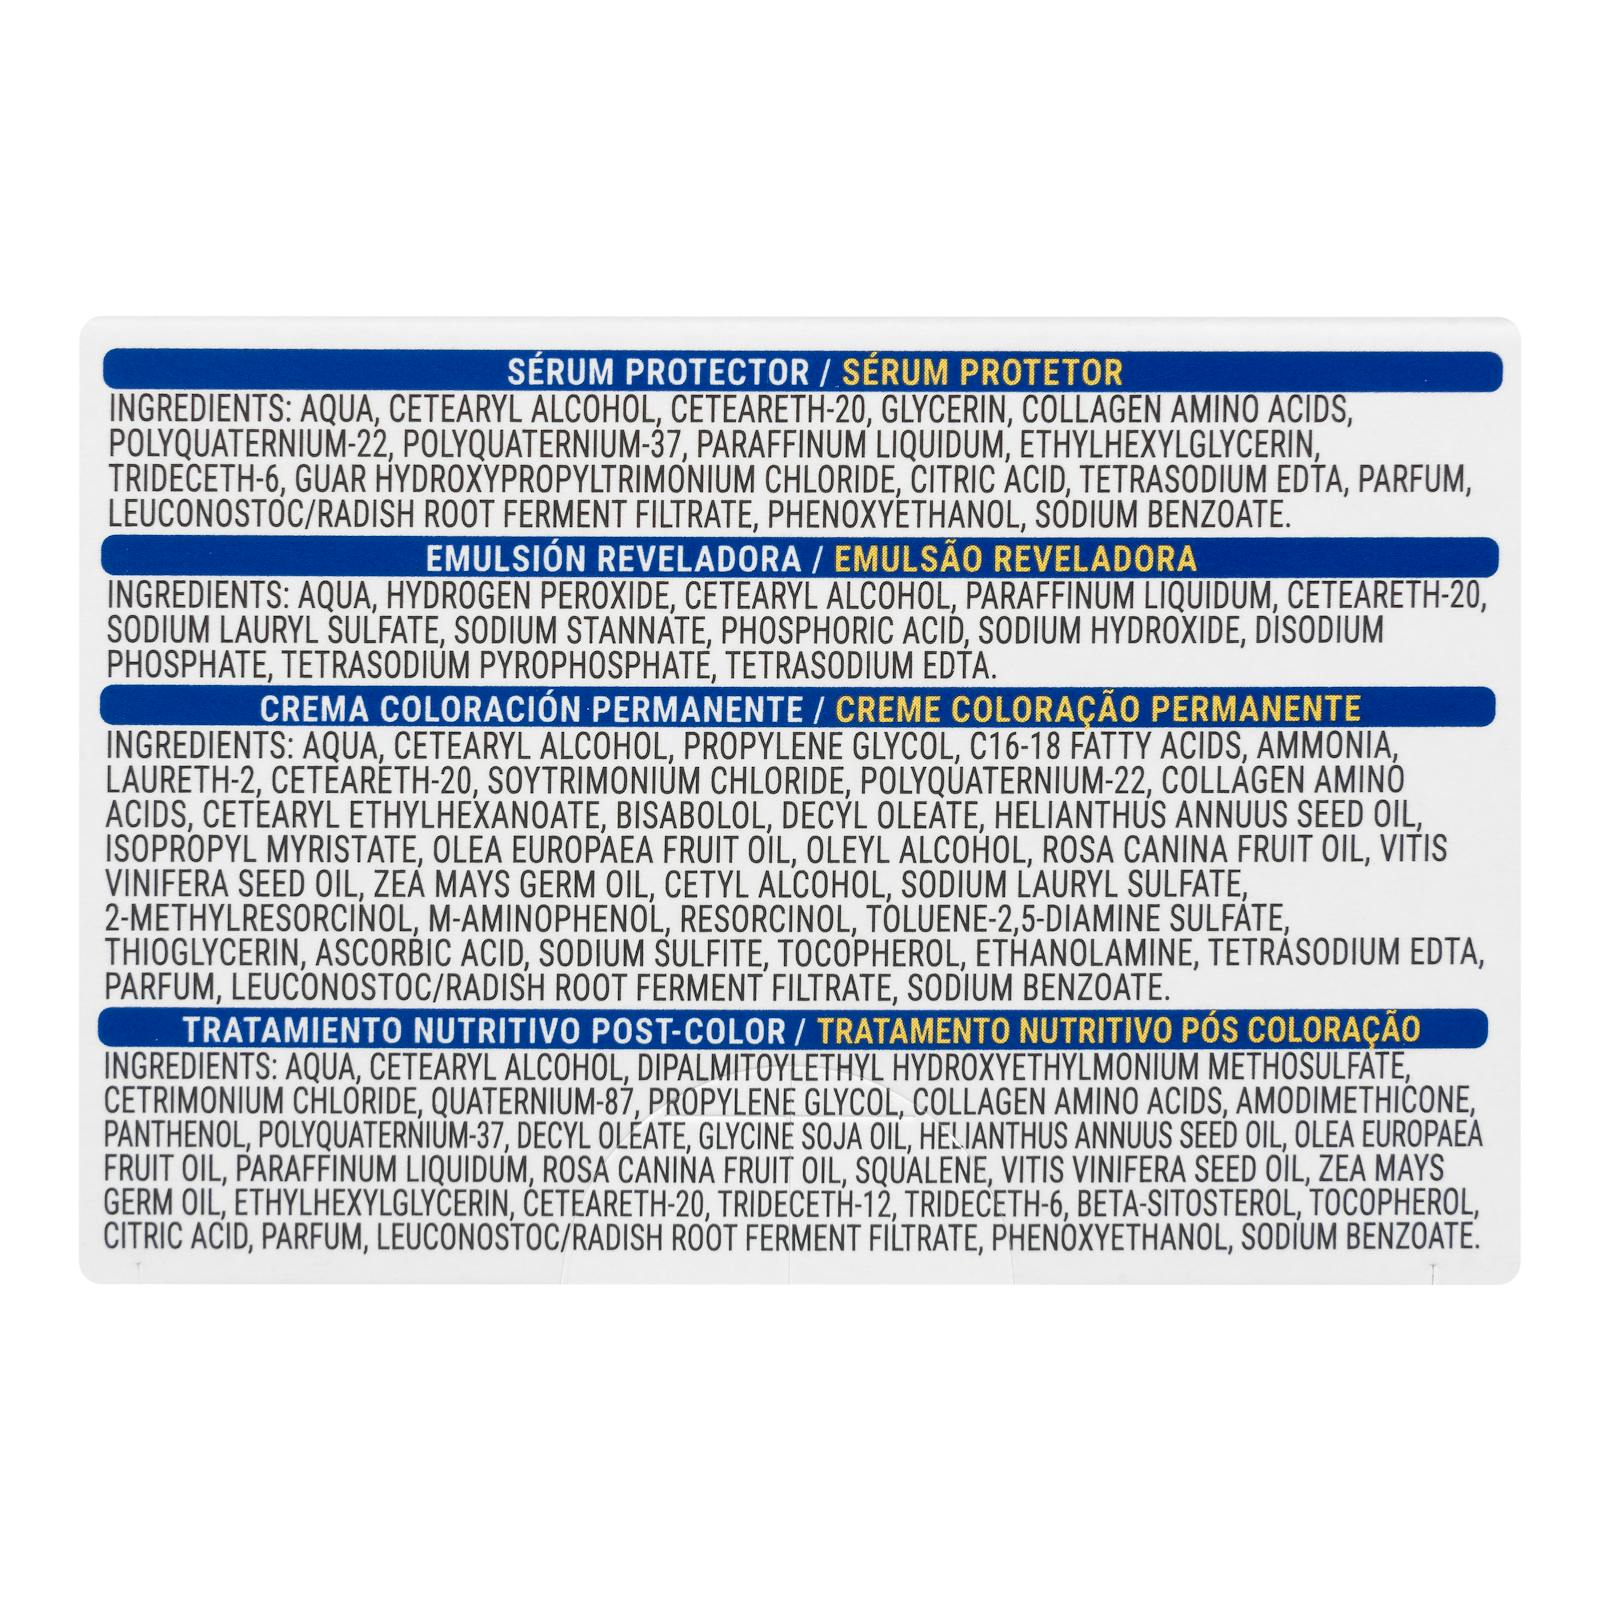 SÉRUM PROTECTOR / SÉRUM PROTETOR
INGREDIENTS: AQUA, CETEARYL ALCOHOL, CETEARETH-20, GLYCERIN, COLLAGEN AMINO ACIDS,
POLYQUATERNIUM-22, POLYQUATERNIUM-37, PARAFFINUM LIQUIDUM, ETHYLHEXYLGLYCERIN,
TRIDECETH-6, GUAR HYDROXYPROPYLTRIMONIUM CHLORIDE, CITRIC ACID, TETRASODIUM EDTA, PARFUM,
LEUCONOSTOC/RADISH ROOT FERMENT FILTRATE, PHENOXYETHANOL, SODIUM BENZOATE.
EMULSIÓN REVELADORA / EMULSÃO REVELADORA
INGREDIENTS: AQUA, HYDROGEN PEROXIDE, CETEARYL ALCOHOL, PARAFFINUM LIQUIDUM, CETEARETH-20,
SODIUM LAURYL SULFATE, SODIUM STANNATE, PHOSPHORIC ACID, SODIUM HYDROXIDE, DISODIUM
PHOSPHATE, TETRASODIUM PYROPHOSPHATE, TETRASODIUM EDTA.
CREMA COLORACIÓN PERMANENTE / CREME COLORAÇÃO PERMANENTE
INGREDIENTS: AQUA, CETEARYL ALCOHOL, PROPYLENE GLYCOL, C16-18 FATTY ACIDS, AMMONIA,
LAURETH-2, CETEARETH-20, SOYTRIMONIUM CHLORIDE, POLYQUATERNIUM-22, COLLAGEN AMINO
ACIDS, CETEARYL ETHYLHEXANOATE, BISABOLOL, DECYL OLEATE, HELIANTHUS ANNUUS SEED OIL,
ISOPROPYL MYRISTATE, OLEA EUROPAEA FRUIT OIL, OLEYL ALCOHOL, ROSA CANINA FRUIT OIL, VITIS
VINIFERA SEED OIL, ZEA MAYS GERM OIL, CETYL ALCOHOL, SODIUM LAURYL SULFATE,
2-METHYLRESORCINOL, M-AMINOPHENOL, RESORCINOL, TOLUENE-2,5-DIAMINE SULFATE,
THIOGLYCERIN, ASCORBIC ACID, SODIUM SULFITE, TOCOPHEROL, ETHANOLAMINE, TETRASODIUM EDTA,
PARFUM, LEUCONOSTOC/RADISH ROOT FERMENT FILTRATE, SODIUM BENZOATE.
TRATAMIENTO NUTRITIVO POST-COLOR / TRATAMENTO NUTRITIVO PÓS COLORAÇÃO
INGREDIENTS: AQUA, CETEARYL ALCOHOL, DIPALMITOYLETHYL HYDROXYETHYLMONIUM METHOSULFATE,
CETRIMONIUM CHLORIDE, QUATERNIUM-87, PROPYLENE GLYCOL, COLLAGEN AMINO ACIDS, AMODIMETHICONE,
PANTHENOL, POLYQUATERNIUM-37, DECYL OLEATE, GLYCINE SOJA OIL, HELIANTHUS ANNUUS SEED OIL, OLEA EUROPAEA
FRUIT OIL, PARAFFINUM LIQUIDUM, ROSA CANINA FRUIT OIL, SQUALENE, VITIS VINIFERA SEED OIL, ZEA MAYS
GERM OIL, ETHYLHEXYLGLYCERIN, CETEARETH-20, TRIDECETH-12, TRIDECETH-6, BETA-SITOSTEROL, TOCOPHEROL,
CITRIC ACID, PARFUM, LEUCONOSTOC/RADISH ROOT FERMENT FILTRATE, PHENOXYETHANOL, SODIUM BENZOATE.